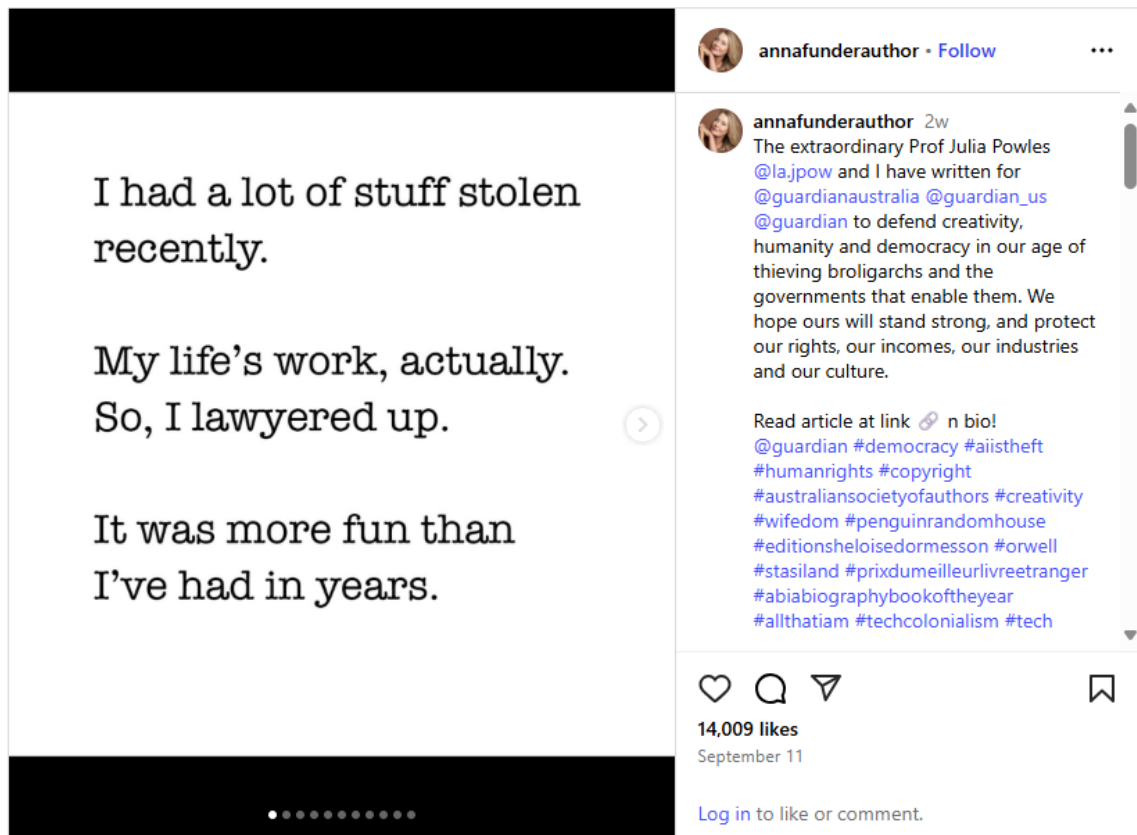 I had a lot of stuff stolen
recently.
My life’s work, actually.
So, I lawyered up.
It was more fun than
I’ve had in years.
annafunderauthor • Follow
annafunderauthor 2w
The extraordinary Prof Julia Powles
@la.jpow and I have written for
@guardianaustralia @guardian_us
@guardian to defend creativity,
humanity and democracy in our age of
thieving broligarchs and the
governments that enable them. We
hope ours will stand strong, and protect
our rights, our incomes, our industries
and our culture.
Read article at link 🔗 n bio!
@guardian #democracy #aiistheft
#humanrights #copyright
#australiansocietyofauthors #creativity
#wifedom #penguinrandomhouse
#editionsheloisedormesson #orwell
#stasiland #prixdumeilleurlivreetranger
#abiabiographybookoftheyear
#allthatiam #techcolonialism #tech
14,009 likes
September 11
Log in to like or comment.